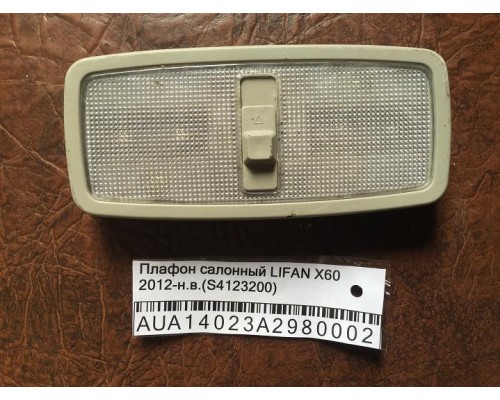 Плафон салонный LIFAN X60
2012-н.в.(S4123200)
AUA14023A2980002